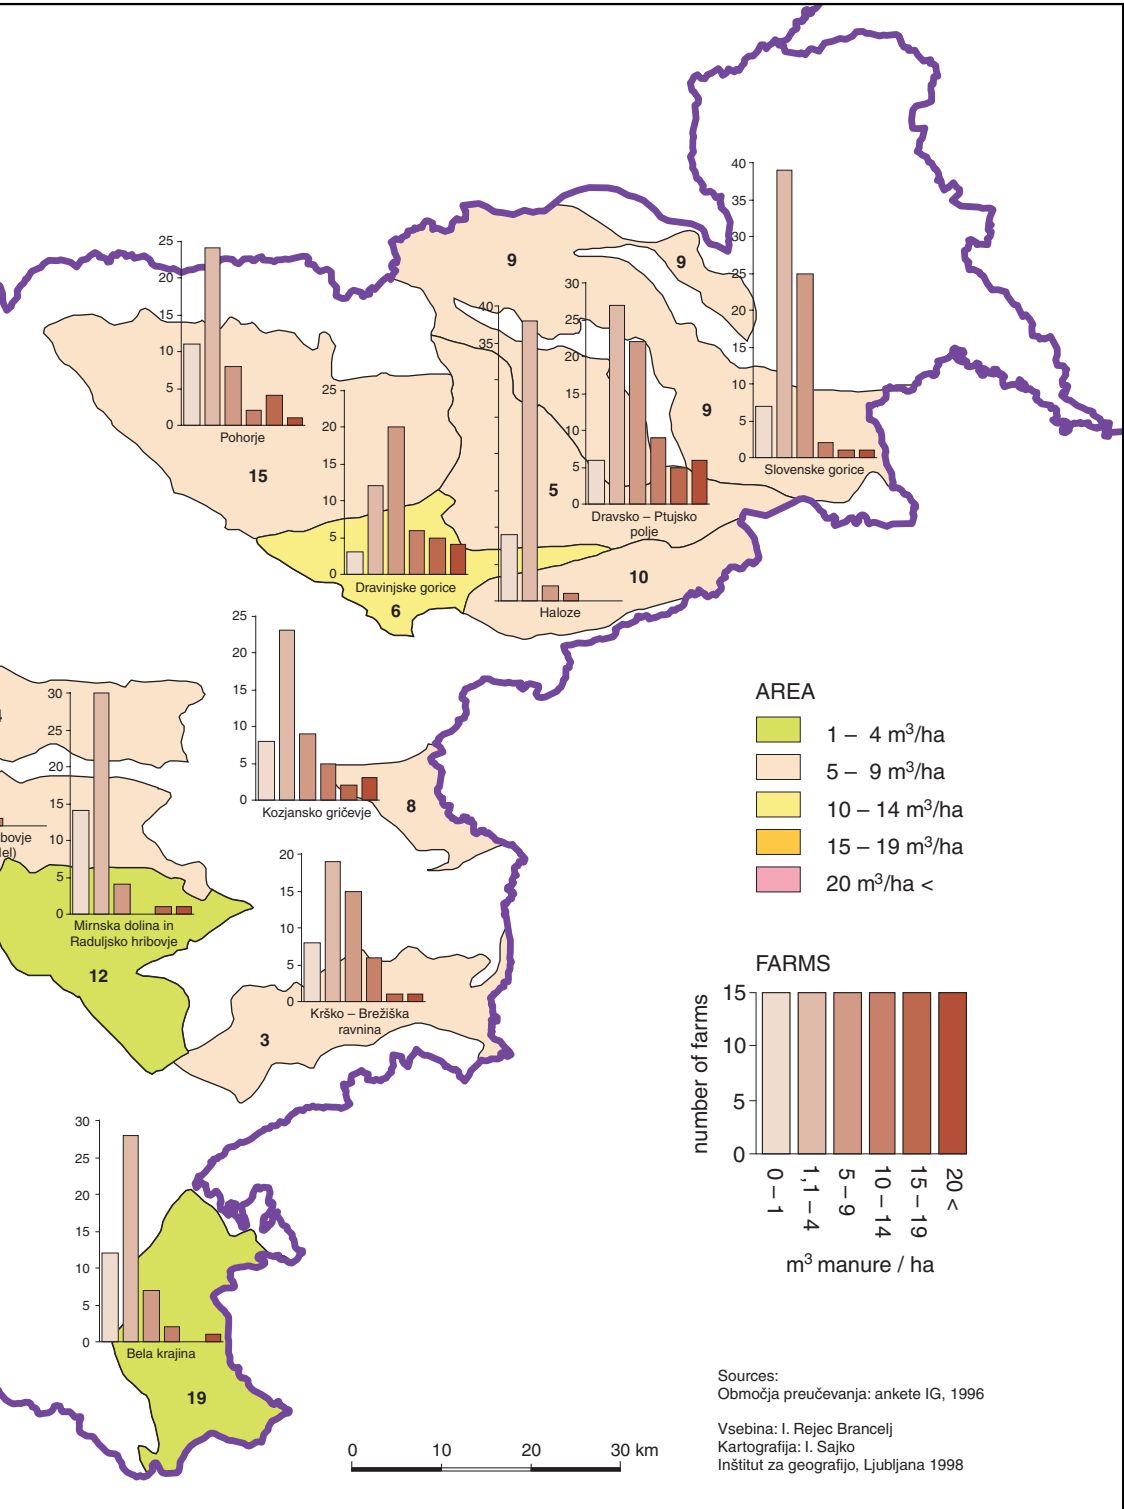 40
35
30
25
20
15
10
5
0
Slovenske gorice
9
9
9
25
20
15
10
5
0
Pohorje
15
30
25
20
15
10
5
0
Dravsko – Ptujsko
polje
5
40
35
Haloze
10
25
20
15
10
5
0
Dravinjske gorice
6
25
20
15
10
5
0
Kozjansko gričevje
8
30
25
20
15
10
5
0
Mirnska dolina in
Raduljsko hribovje
12
20
15
10
5
0
Krško – Brežiška
ravnina
3
30
25
20
15
10
5
0
Bela krajina
19
AREA
1 – 4 m³/ha
5 – 9 m³/ha
10 – 14 m³/ha
15 – 19 m³/ha
20 m³/ha <
FARMS
number of farms
15
10
5
0
0 – 1
1,1 – 4
5 – 9
10 – 14
15 – 19
20 <
m³ manure / ha
0 10 20 30 km
Sources:
Območja preučevanja: ankete IG, 1996
Vsebina: I. Rejec Brancelj
Kartografija: I. Sajko
Inštitut za geografijo, Ljubljana 1998